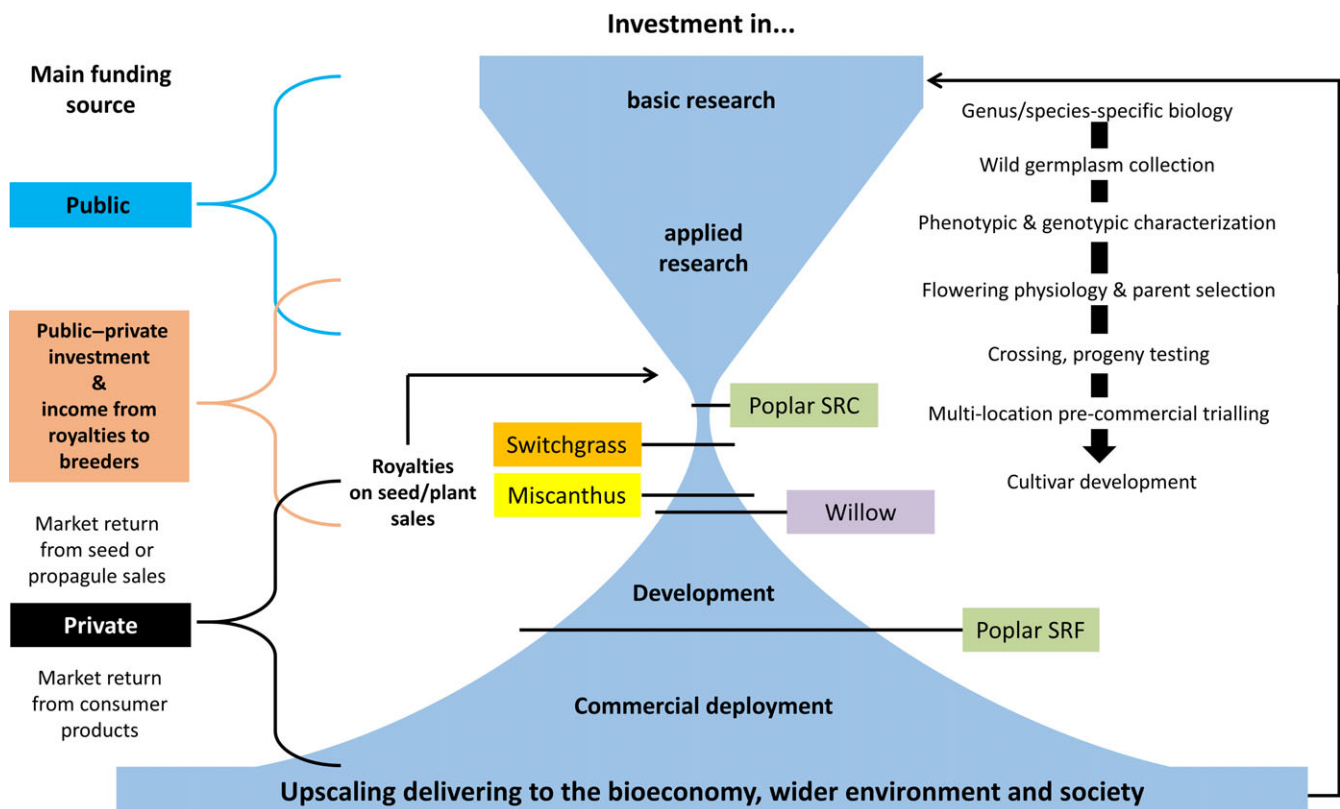 Investment in...
Main funding
source
Public
Public–private
investment
&
income from
royalties to
breeders
Market return
from seed or
propagule sales
Private
Market return
from consumer
products
basic research
applied
research
Royalties
on seed/plant
sales
Poplar SRC
Switchgrass
Miscanthus
Willow
Development
Poplar SRF
Commercial deployment
Upscaling delivering to the bioeconomy, wider environment and society
Genus/species-specific biology
Wild germplasm collection
Phenotypic & genotypic characterization
Flowering physiology & parent selection
Crossing, progeny testing
Multi-location pre-commercial trialling
Cultivar development